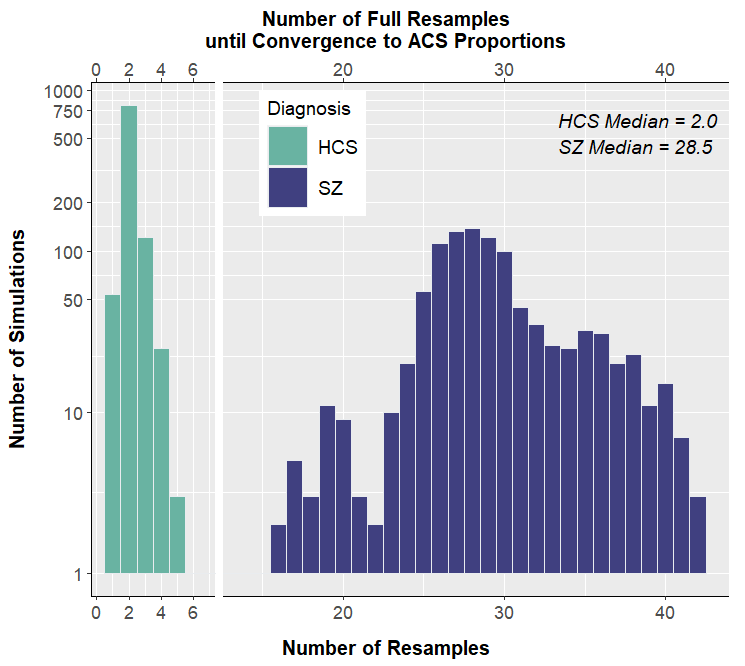 Number of Full Resamples
until Convergence to ACS Proportions
0 2 4 6 20 30 40
1000
750
500
200
100
50
10
1
Number of Simulations
Diagnosis
HCS
SZ
HCS Median = 2.0
SZ Median = 28.5
0 2 4 6 20 30 40
Number of Resamples